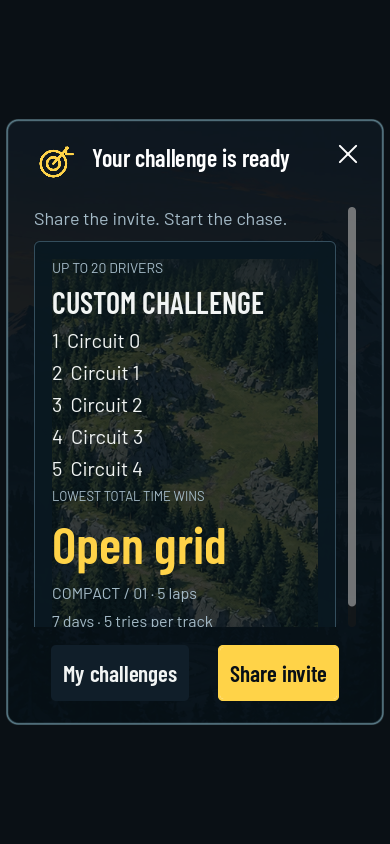 Your challenge is ready
Share the invite. Start the chase.
UP TO 20 DRIVERS
CUSTOM CHALLENGE
1 Circuit 0
2 Circuit 1
3 Circuit 2
4 Circuit 3
5 Circuit 4
LOWEST TOTAL TIME WINS
Open grid
COMPACT / 01 · 5 laps
7 days · 5 tries per track
My challenges
Share invite